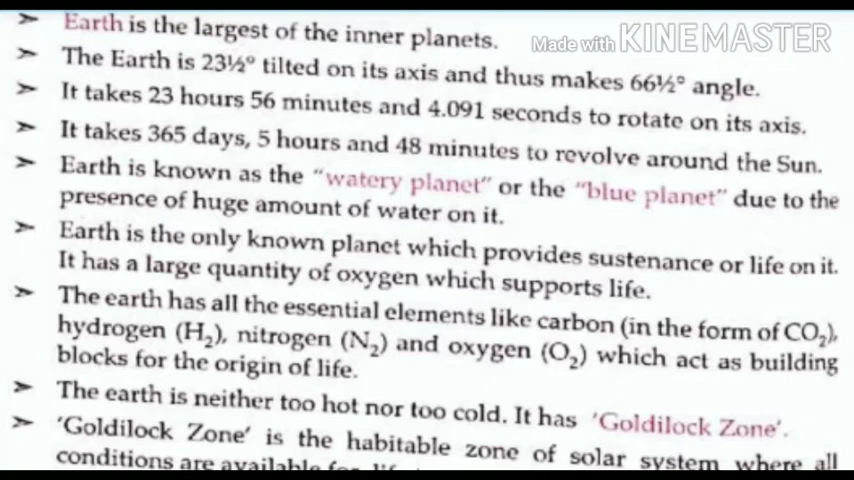 Made with KINEMASTER
➤ Earth is the largest of the inner planets.
➤ The Earth is 23½° tilted on its axis and thus makes 66½° angle.
➤ It takes 23 hours 56 minutes and 4.091 seconds to rotate on its axis.
➤ It takes 365 days, 5 hours and 48 minutes to revolve around the Sun.
➤ Earth is known as the "watery planet" or the "blue planet" due to the
presence of huge amount of water on it.
➤ Earth is the only known planet which provides sustenance or life on it.
It has a large quantity of oxygen which supports life.
➤ The earth has all the essential elements like carbon (in the form of CO₂),
hydrogen (H₂), nitrogen (N₂) and oxygen (O₂) which act as building
blocks for the origin of life.
➤ The earth is neither too hot nor too cold. It has 'Goldilock Zone'.
➤ 'Goldilock Zone' is the habitable zone of solar system where all
conditions are available for